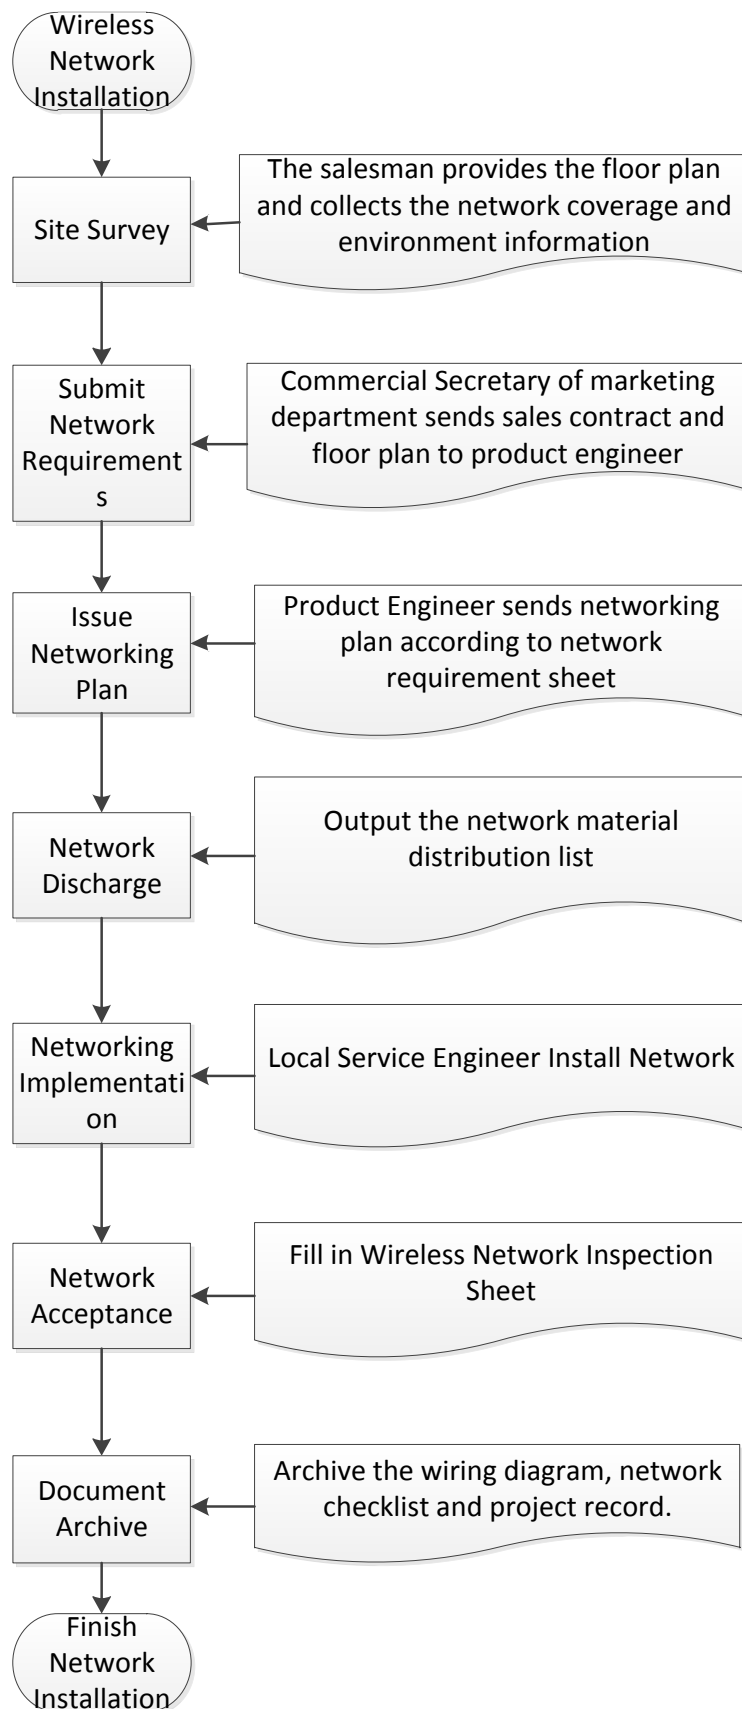 Wireless
Network
Installation
Site Survey
The salesman provides the floor plan
and collects the network coverage and
environment information
Submit
Network
Requirement
s
Commercial Secretary of marketing
department sends sales contract and
floor plan to product engineer
Issue
Networking
Plan
Product Engineer sends networking
plan according to network
requirement sheet
Network
Discharge
Output the network material
distribution list
Networking
Implementati
on
Local Service Engineer Install Network
Network
Acceptance
Fill in Wireless Network Inspection
Sheet
Document
Archive
Archive the wiring diagram, network
checklist and project record.
Finish
Network
Installation